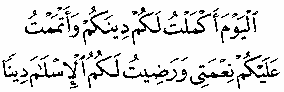 ٱلْيَوْمَ أَكْمَلْتُ لَكُمْ دِينَكُمْ وَأَتْمَمْتُ
عَلَيْكُمْ نِعْمَتِى وَرَضِيتُ لَكُمُ ٱلْإِسْلَٰمَ دِينًا